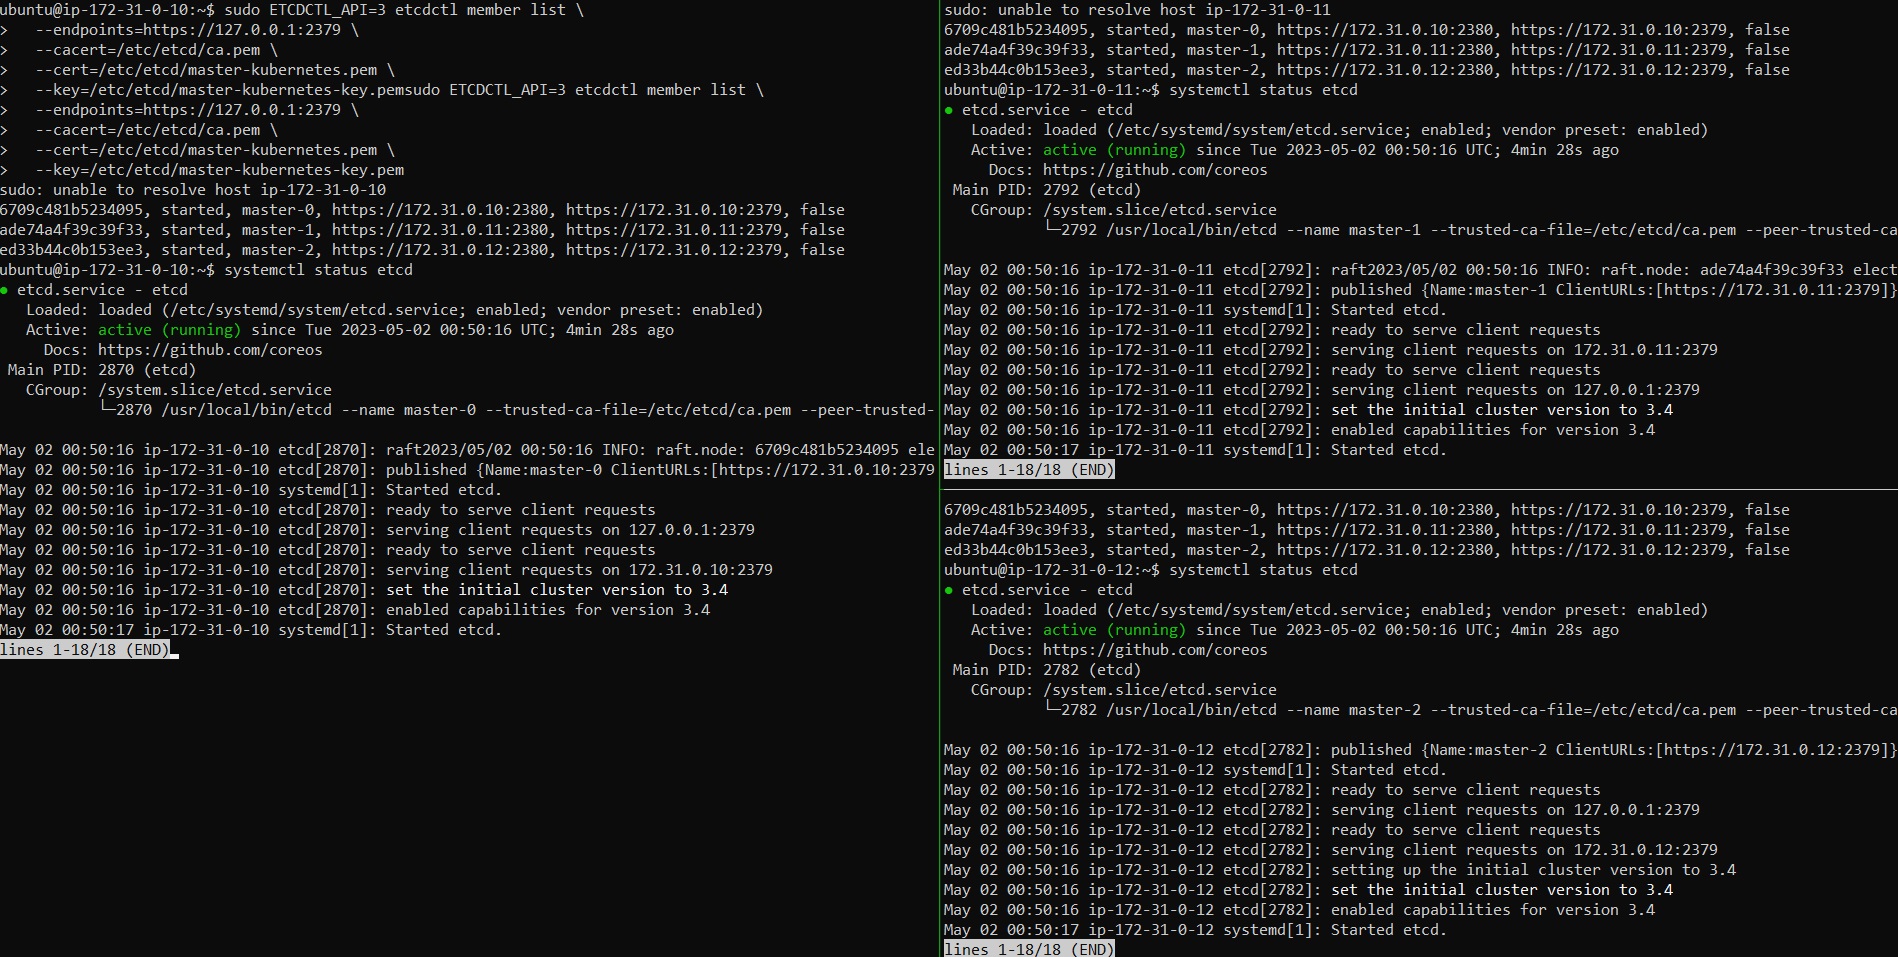 ubuntu@ip-172-31-0-10:~$ sudo ETCDCTL_API=3 etcdctl member list \
>   --endpoints=https://127.0.0.1:2379 \
>   --cacert=/etc/etcd/ca.pem \
>   --cert=/etc/etcd/master-kubernetes.pem \
>   --key=/etc/etcd/master-kubernetes-key.pemsudo ETCDCTL_API=3 etcdctl member list \
>   --endpoints=https://127.0.0.1:2379 \
>   --cacert=/etc/etcd/ca.pem \
>   --cert=/etc/etcd/master-kubernetes.pem \
>   --key=/etc/etcd/master-kubernetes-key.pem
sudo: unable to resolve host ip-172-31-0-10
6709c481b5234095, started, master-0, https://172.31.0.10:2380, https://172.31.0.10:2379, false
ade74a4f39c39f33, started, master-1, https://172.31.0.11:2380, https://172.31.0.11:2379, false
ed33b44c0b153ee3, started, master-2, https://172.31.0.12:2380, https://172.31.0.12:2379, false
ubuntu@ip-172-31-0-10:~$ systemctl status etcd
● etcd.service - etcd
   Loaded: loaded (/etc/systemd/system/etcd.service; enabled; vendor preset: enabled)
   Active: active (running) since Tue 2023-05-02 00:50:16 UTC; 4min 28s ago
     Docs: https://github.com/coreos
 Main PID: 2870 (etcd)
   CGroup: /system.slice/etcd.service
           └─2870 /usr/local/bin/etcd --name master-0 --trusted-ca-file=/etc/etcd/ca.pem --peer-trusted-
May 02 00:50:16 ip-172-31-0-10 etcd[2870]: raft2023/05/02 00:50:16 INFO: raft.node: 6709c481b5234095 ele
May 02 00:50:16 ip-172-31-0-10 etcd[2870]: published {Name:master-0 ClientURLs:[https://172.31.0.10:2379
May 02 00:50:16 ip-172-31-0-10 systemd[1]: Started etcd.
May 02 00:50:16 ip-172-31-0-10 etcd[2870]: ready to serve client requests
May 02 00:50:16 ip-172-31-0-10 etcd[2870]: serving client requests on 127.0.0.1:2379
May 02 00:50:16 ip-172-31-0-10 etcd[2870]: ready to serve client requests
May 02 00:50:16 ip-172-31-0-10 etcd[2870]: serving client requests on 172.31.0.10:2379
May 02 00:50:16 ip-172-31-0-10 etcd[2870]: set the initial cluster version to 3.4
May 02 00:50:16 ip-172-31-0-10 etcd[2870]: enabled capabilities for version 3.4
May 02 00:50:17 ip-172-31-0-10 systemd[1]: Started etcd.
lines 1-18/18 (END)
sudo: unable to resolve host ip-172-31-0-11
6709c481b5234095, started, master-0, https://172.31.0.10:2380, https://172.31.0.10:2379, false
ade74a4f39c39f33, started, master-1, https://172.31.0.11:2380, https://172.31.0.11:2379, false
ed33b44c0b153ee3, started, master-2, https://172.31.0.12:2380, https://172.31.0.12:2379, false
ubuntu@ip-172-31-0-11:~$ systemctl status etcd
● etcd.service - etcd
   Loaded: loaded (/etc/systemd/system/etcd.service; enabled; vendor preset: enabled)
   Active: active (running) since Tue 2023-05-02 00:50:16 UTC; 4min 28s ago
     Docs: https://github.com/coreos
 Main PID: 2792 (etcd)
   CGroup: /system.slice/etcd.service
           └─2792 /usr/local/bin/etcd --name master-1 --trusted-ca-file=/etc/etcd/ca.pem --peer-trusted-ca
May 02 00:50:16 ip-172-31-0-11 etcd[2792]: raft2023/05/02 00:50:16 INFO: raft.node: ade74a4f39c39f33 elect
May 02 00:50:16 ip-172-31-0-11 etcd[2792]: published {Name:master-1 ClientURLs:[https://172.31.0.11:2379]}
May 02 00:50:16 ip-172-31-0-11 systemd[1]: Started etcd.
May 02 00:50:16 ip-172-31-0-11 etcd[2792]: ready to serve client requests
May 02 00:50:16 ip-172-31-0-11 etcd[2792]: serving client requests on 172.31.0.11:2379
May 02 00:50:16 ip-172-31-0-11 etcd[2792]: ready to serve client requests
May 02 00:50:16 ip-172-31-0-11 etcd[2792]: serving client requests on 127.0.0.1:2379
May 02 00:50:16 ip-172-31-0-11 etcd[2792]: set the initial cluster version to 3.4
May 02 00:50:16 ip-172-31-0-11 etcd[2792]: enabled capabilities for version 3.4
May 02 00:50:17 ip-172-31-0-11 systemd[1]: Started etcd.
lines 1-18/18 (END)
6709c481b5234095, started, master-0, https://172.31.0.10:2380, https://172.31.0.10:2379, false
ade74a4f39c39f33, started, master-1, https://172.31.0.11:2380, https://172.31.0.11:2379, false
ed33b44c0b153ee3, started, master-2, https://172.31.0.12:2380, https://172.31.0.12:2379, false
ubuntu@ip-172-31-0-12:~$ systemctl status etcd
● etcd.service - etcd
   Loaded: loaded (/etc/systemd/system/etcd.service; enabled; vendor preset: enabled)
   Active: active (running) since Tue 2023-05-02 00:50:16 UTC; 4min 28s ago
     Docs: https://github.com/coreos
 Main PID: 2782 (etcd)
   CGroup: /system.slice/etcd.service
           └─2782 /usr/local/bin/etcd --name master-2 --trusted-ca-file=/etc/etcd/ca.pem --peer-trusted-ca
May 02 00:50:16 ip-172-31-0-12 etcd[2782]: published {Name:master-2 ClientURLs:[https://172.31.0.12:2379]}
May 02 00:50:16 ip-172-31-0-12 systemd[1]: Started etcd.
May 02 00:50:16 ip-172-31-0-12 etcd[2782]: ready to serve client requests
May 02 00:50:16 ip-172-31-0-12 etcd[2782]: serving client requests on 127.0.0.1:2379
May 02 00:50:16 ip-172-31-0-12 etcd[2782]: ready to serve client requests
May 02 00:50:16 ip-172-31-0-12 etcd[2782]: serving client requests on 172.31.0.12:2379
May 02 00:50:16 ip-172-31-0-12 etcd[2782]: setting up the initial cluster version to 3.4
May 02 00:50:16 ip-172-31-0-12 etcd[2782]: set the initial cluster version to 3.4
May 02 00:50:16 ip-172-31-0-12 etcd[2782]: enabled capabilities for version 3.4
May 02 00:50:17 ip-172-31-0-12 systemd[1]: Started etcd.
lines 1-18/18 (END)